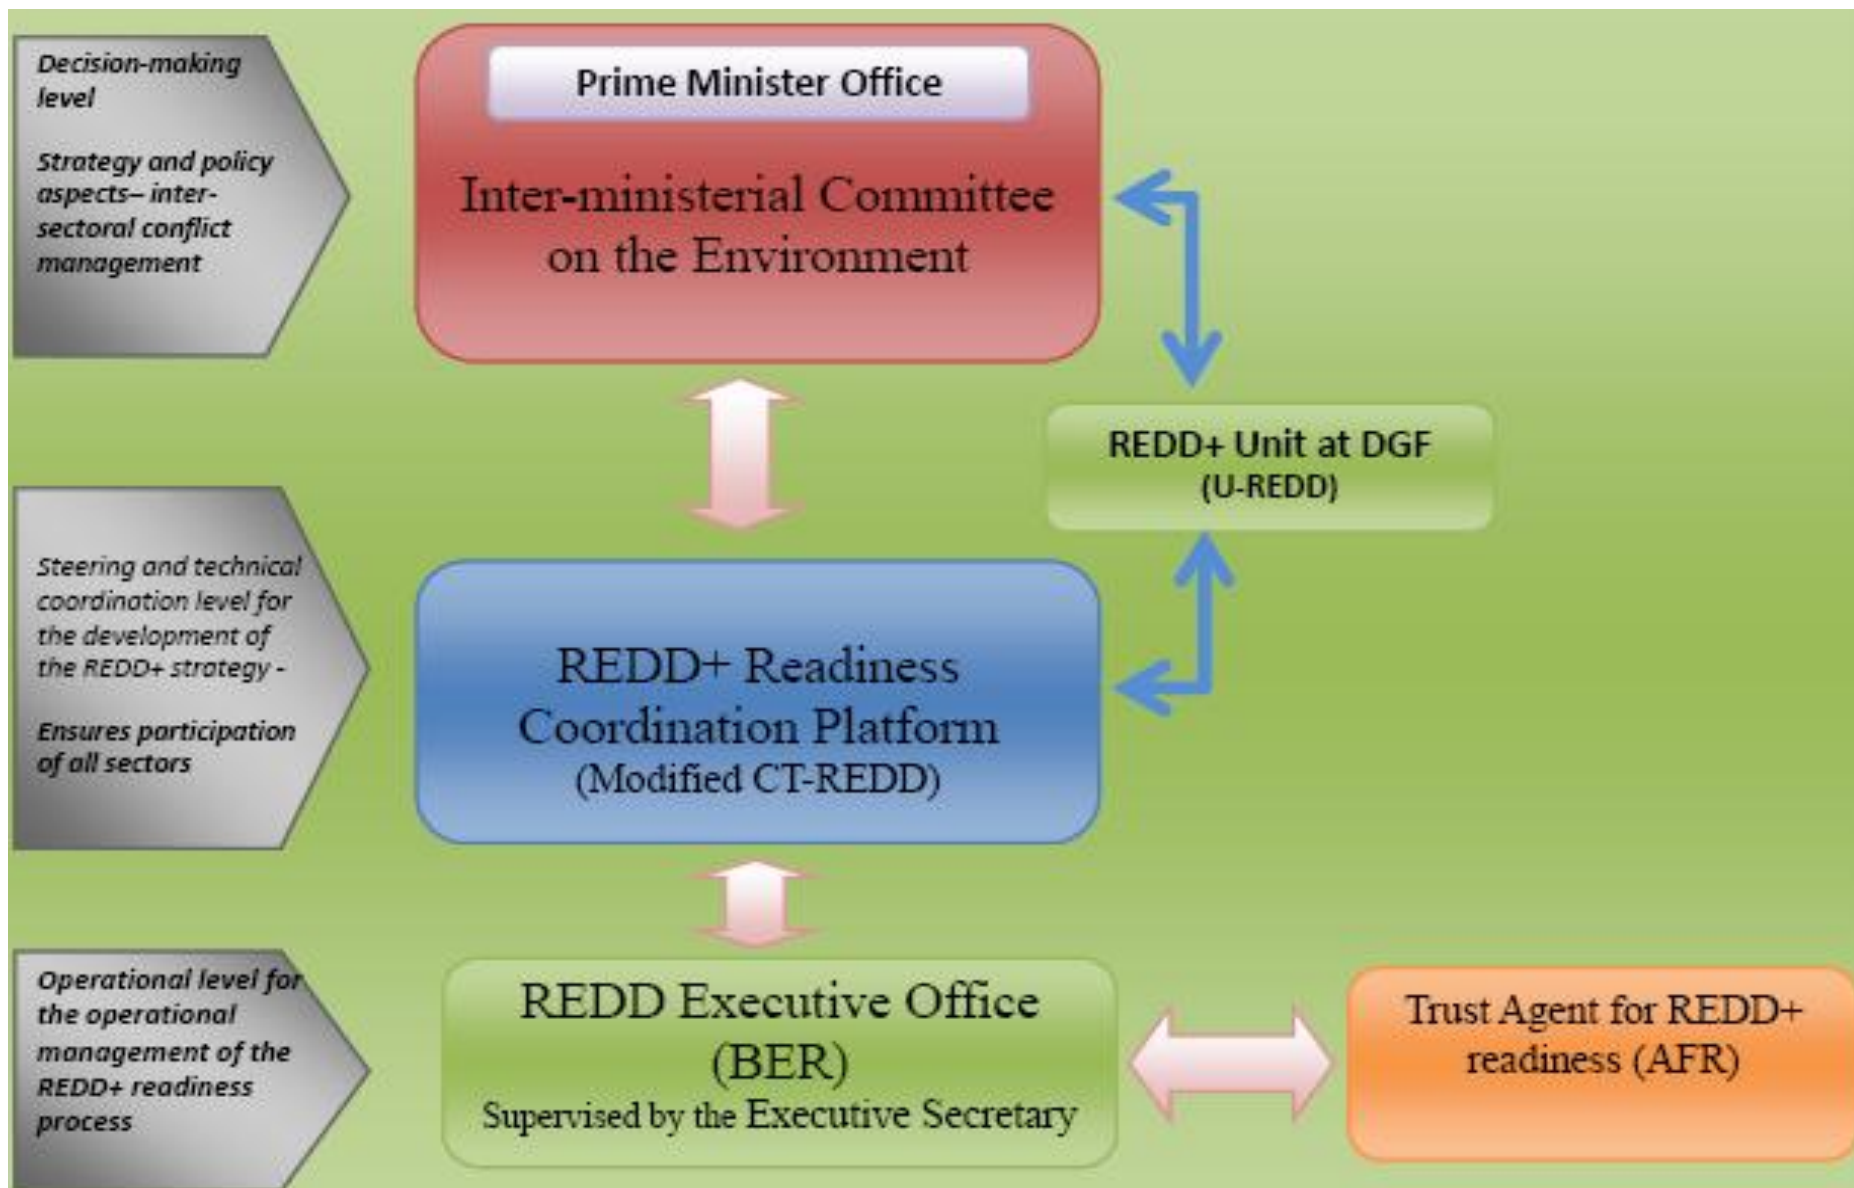 Decision-making
level
Strategy and policy
aspects– inter-
sectoral conflict
management
Prime Minister Office
Inter-ministerial Committee
on the Environment
REDD+ Unit at DGF
(U-REDD)
Steering and technical
coordination level for
the development of
the REDD+ strategy -
Ensures participation
of all sectors
REDD+ Readiness
Coordination Platform
(Modified CT-REDD)
Operational level for
the operational
management of the
REDD+ readiness
process
REDD Executive Office
(BER)
Supervised by the Executive Secretary
Trust Agent for REDD+
readiness (AFR)